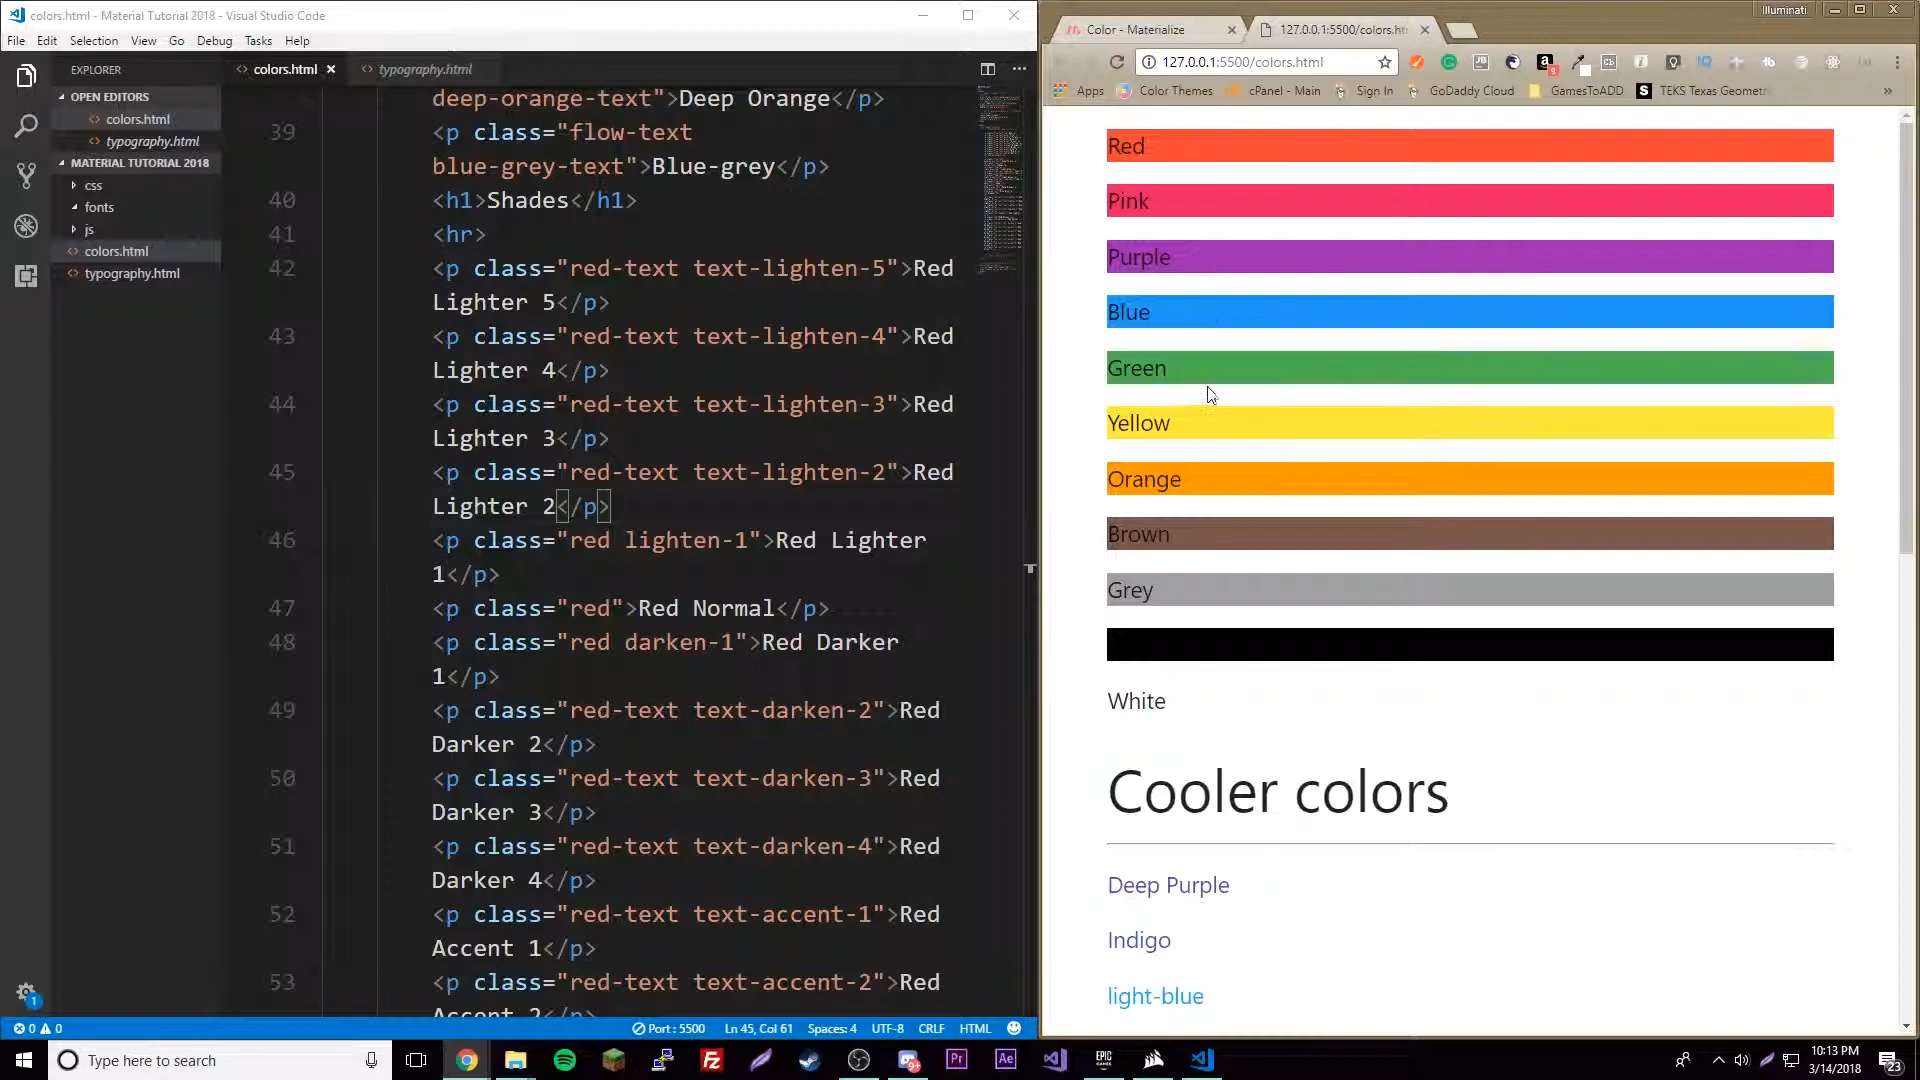 colors.html - Material Tutorial 2018 - Visual Studio Code
File Edit Selection View Go Debug Tasks Help
EXPLORER
OPEN EDITORS
colors.html
typography.html
MATERIAL TUTORIAL 2018
css
fonts
js
colors.html
typography.html
1
colors.html
typography.html
deep-orange-text">Deep Orange</p>
39 <p class="flow-text
blue-grey-text">Blue-grey</p>
40 <h1>Shades</h1>
41 <hr>
42 <p class="red-text text-lighten-5">Red
Lighter 5</p>
43 <p class="red-text text-lighten-4">Red
Lighter 4</p>
44 <p class="red-text text-lighten-3">Red
Lighter 3</p>
45 <p class="red-text text-lighten-2">Red
Lighter 2</p>
46 <p class="red lighten-1">Red Lighter
1</p>
47 <p class="red">Red Normal</p>
48 <p class="red darken-1">Red Darker
1</p>
49 <p class="red-text text-darken-2">Red
Darker 2</p>
50 <p class="red-text text-darken-3">Red
Darker 3</p>
51 <p class="red-text text-darken-4">Red
Darker 4</p>
52 <p class="red-text text-accent-1">Red
Accent 1</p>
53 <p class="red-text text-accent-2">Red
Accent 2</p>
0 0 Port : 5500 Ln 45, Col 61 Spaces: 4 UTF-8 CRLF HTML
Illuminati
Color - Materialize 127.0.0.1:5500/colors.ht
127.0.0.1:5500/colors.html
Apps Color Themes cPanel - Main Sign In GoDaddy Cloud GamesToADD TEKS Texas Geomet
Red
Pink
Purple
Blue
Green
Yellow
Orange
Brown
Grey
White
Cooler colors
Deep Purple
Indigo
light-blue
Type here to search
Pr Ae EPIC GAMES
10:13 PM
3/14/2018
23